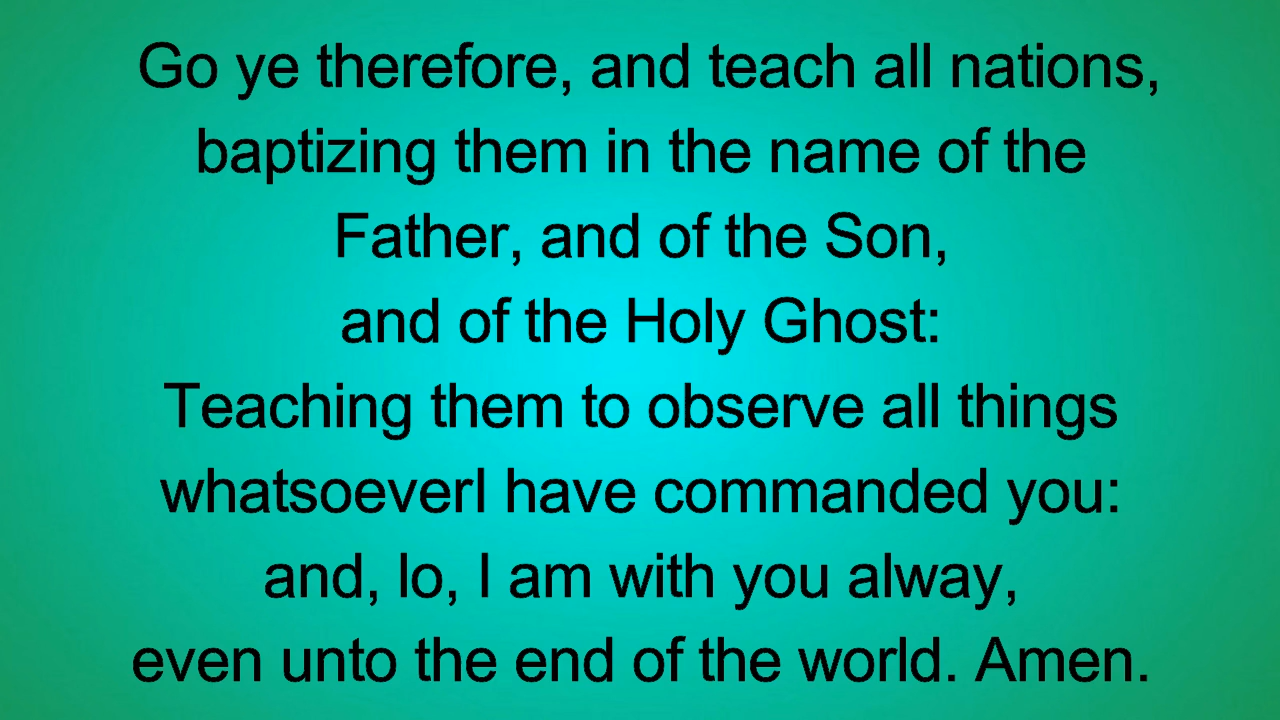 Go ye therefore, and teach all nations,
baptizing them in the name of the
Father, and of the Son,
and of the Holy Ghost:
Teaching them to observe all things
whatsoeverI have commanded you:
and, lo, I am with you alway,
even unto the end of the world. Amen.